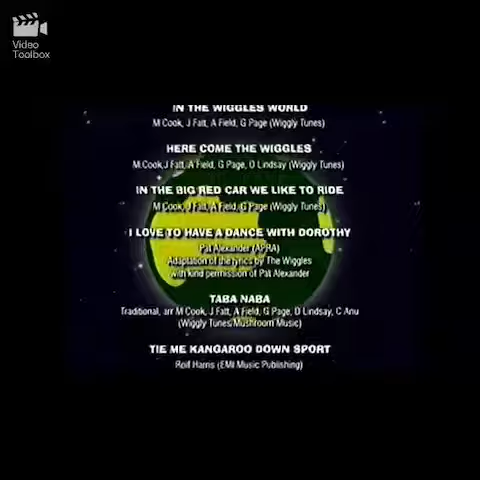 Video
Toolbox
IN THE WIGGLES WORLD
M Cook, J Fatt, A Field, G Page (Wiggly Tunes)
HERE COME THE WIGGLES
M.Cook,J Fatt, A Field, G Page, D Lindsay (Wiggly Tunes)
IN THE BIG RED CAR WE LIKE TO RIDE
M Cook, J Fatt, A Field, G Page (Wiggly Tunes)
I LOVE TO HAVE A DANCE WITH DOROTHY
Pat Alexander (APRA)
Adaptation of the lyrics by The Wiggles
with kind permission of Pat Alexander
TABA NABA
Traditional, arr M Cook, J Fatt, A Field, G Page, D Lindsay, C Anu
(Wiggly Tunes/Mushroom Music)
TIE ME KANGAROO DOWN SPORT
Rolf Harris (EMI Music Publishing)